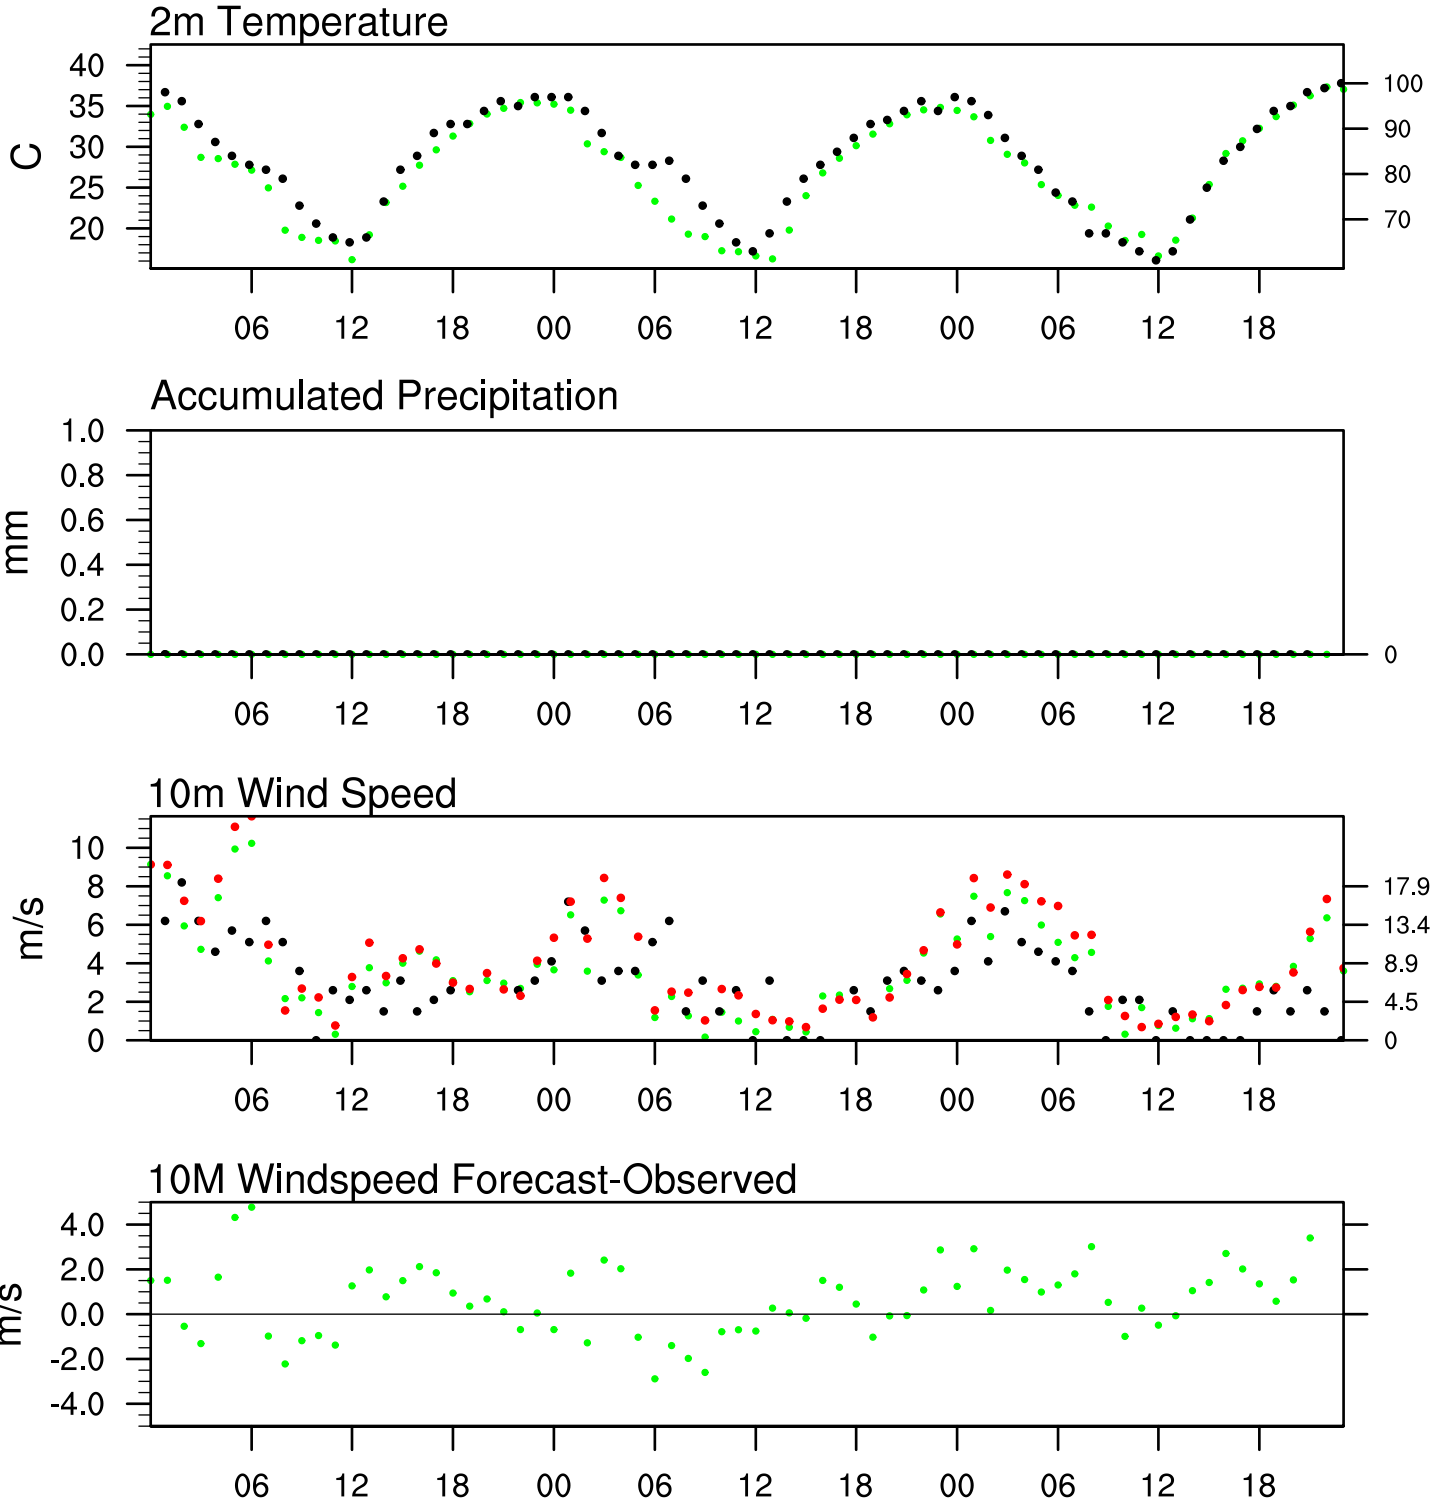 2m Temperature
40
35
30
25
20
C
100
90
80
70
06 12 18 00 06 12 18 00 06 12 18
Accumulated Precipitation
1.0
0.8
0.6
0.4
0.2
0.0
mm
0
06 12 18 00 06 12 18 00 06 12 18
10m Wind Speed
10
8
6
4
2
0
m/s
17.9
13.4
8.9
4.5
0
06 12 18 00 06 12 18 00 06 12 18
10M Windspeed Forecast-Observed
4.0
2.0
0.0
-2.0
-4.0
m/s
06 12 18 00 06 12 18 00 06 12 18